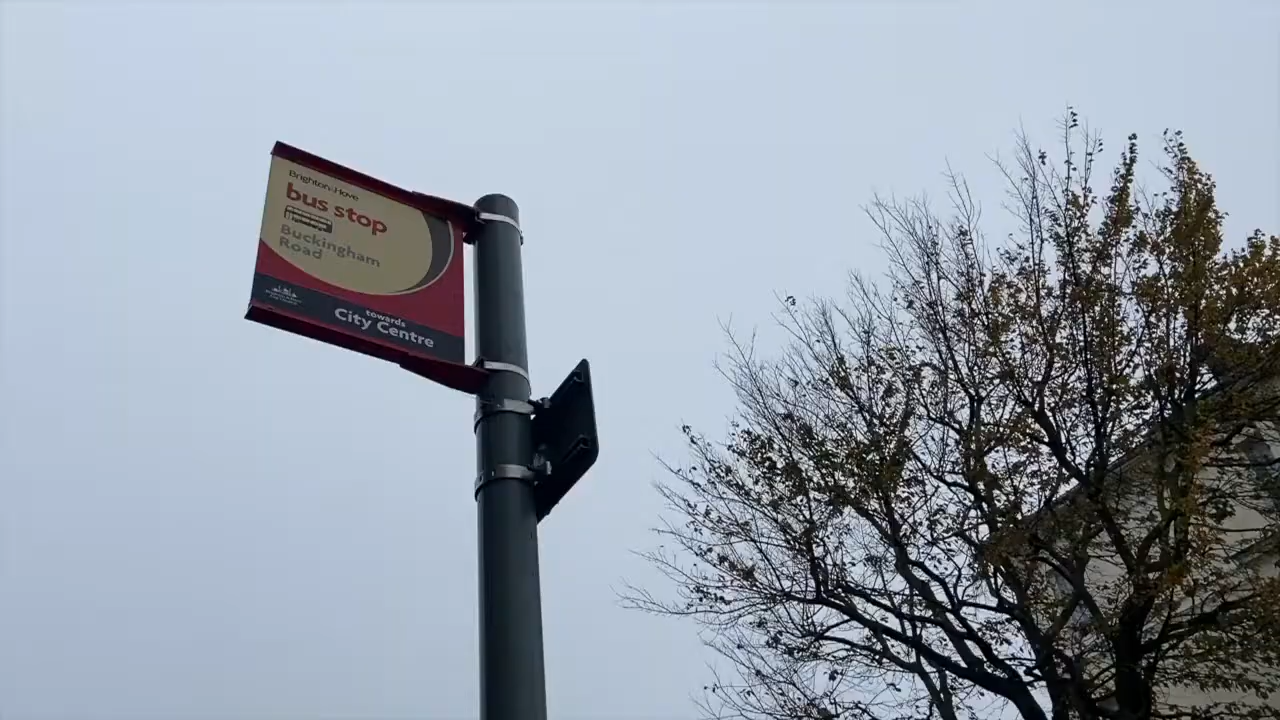 Brighton&Hove
bus stop
Buckingham
Road
towards
City Centre